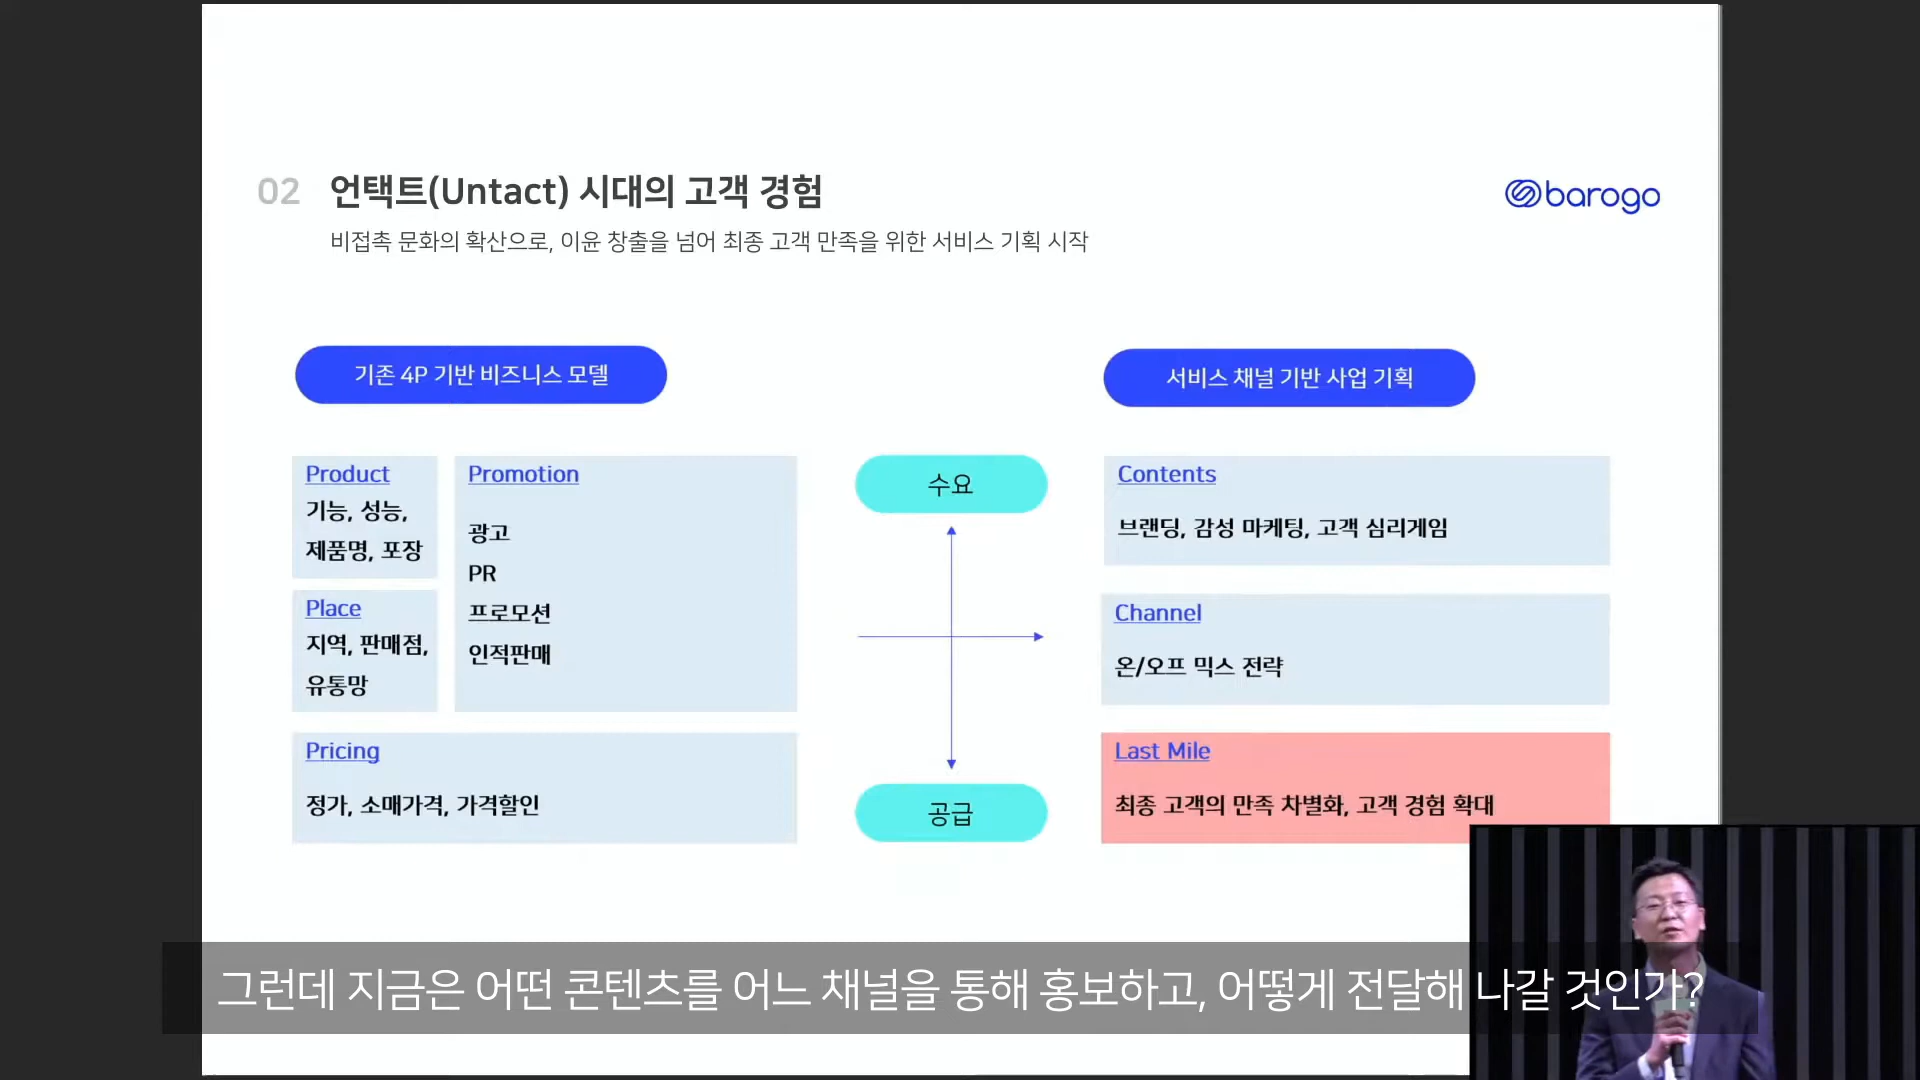 02 언택트(Untact) 시대의 고객 경험
barogo
비접촉 문화의 확산으로, 이윤 창출을 넘어 최종 고객 만족을 위한 서비스 기획 시작
기존 4P 기반 비즈니스 모델
Product
기능, 성능,
제품명, 포장
Promotion
광고
PR
프로모션
인적판매
Place
지역, 판매점,
유통망
Pricing
정가, 소매가격, 가격할인
수요
공급
서비스 채널 기반 사업 기획
Contents
브랜딩, 감성 마케팅, 고객 심리게임
Channel
온/오프 믹스 전략
Last Mile
최종 고객의 만족 차별화, 고객 경험 확대
그런데 지금은 어떤 콘텐츠를 어느 채널을 통해 홍보하고, 어떻게 전달해 나갈 것인가?